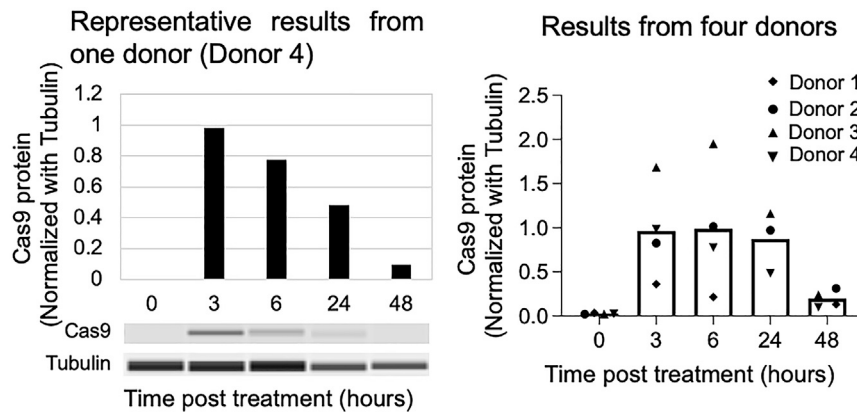 Representative results from
one donor (Donor 4)
Cas9 protein
(Normalized with Tubulin)
1.2
1
0.8
0.6
0.4
0.2
0
0 3 6 24 48
Cas9
Tubulin
Time post treatment (hours)
Results from four donors
Cas9 protein
(Normalized with Tubulin)
2.5
2.0
1.5
1.0
0.5
0.0
Donor 1
Donor 2
Donor 3
Donor 4
0 3 6 24 48
Time post treatment (hours)